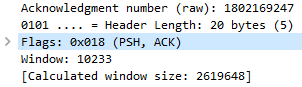 Acknowledgment number (raw): 1802169247
0101 .... = Header Length: 20 bytes (5)
Flags: 0x018 (PSH, ACK)
Window: 10233
[Calculated window size: 2619648]